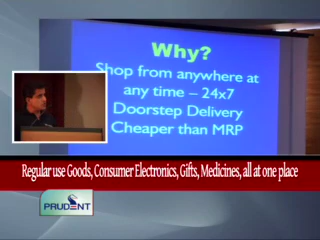 Why?
Shop from anywhere at
any time – 24x7
Doorstep Delivery
Cheaper than MRP
Regular use Goods, Consumer Electronics, Gifts, Medicines, all at one place
PRUDENT